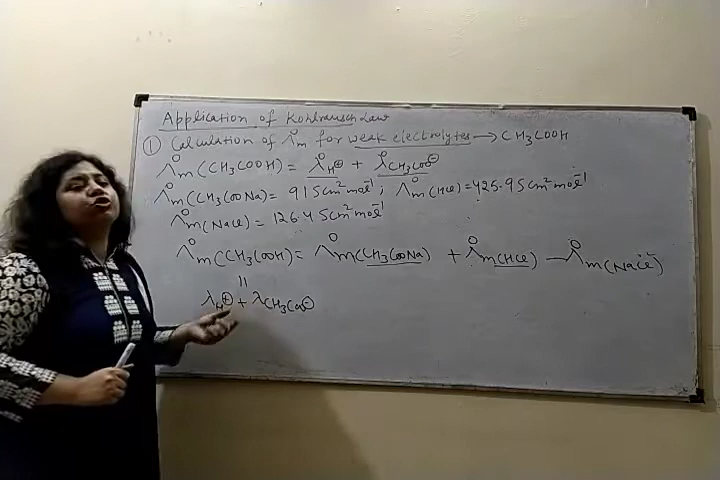 Application of Kohlrausch Law
① Calculation of Λ°m for weak electrolytes → CH3COOH
Λ°m(CH3COOH) = λ°H⊕ + λ°CH3COO⊖
Λ°m(CH3COONa) = 91 S cm² mol⁻¹ ; Λ°m(HCl) = 425.9 S cm² mol⁻¹
Λ°m(NaCl) = 126.4 S cm² mol⁻¹
Λ°m(CH3COOH) = Λ°m(CH3COONa) + Λ°m(HCl) − Λ°m(NaCl)
=
λH⊕ + λCH3COO⊖